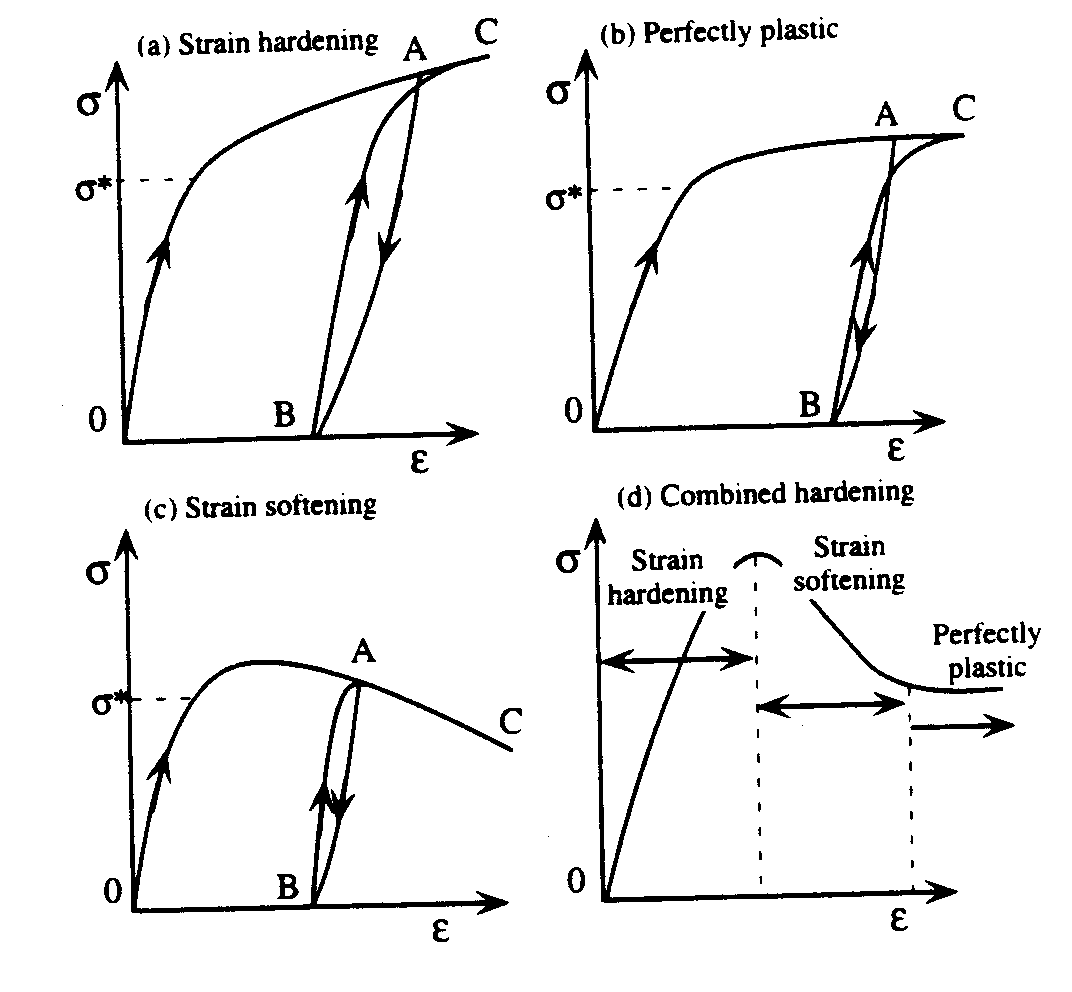 (a) Strain hardening
A
C
σ
σ*
0
B
ε
(b) Perfectly plastic
A
C
σ
σ*
0
B
ε
(c) Strain softening
σ
A
σ*
C
0
B
ε
(d) Combined hardening
σ
Strain
hardening
Strain
softening
Perfectly
plastic
0
ε